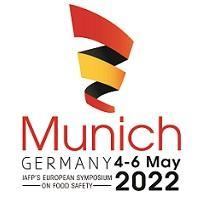 Munich
GERMANY 4-6 May
IAFP'S EUROPEAN SYMPOSIUM
ON FOOD SAFETY 2022